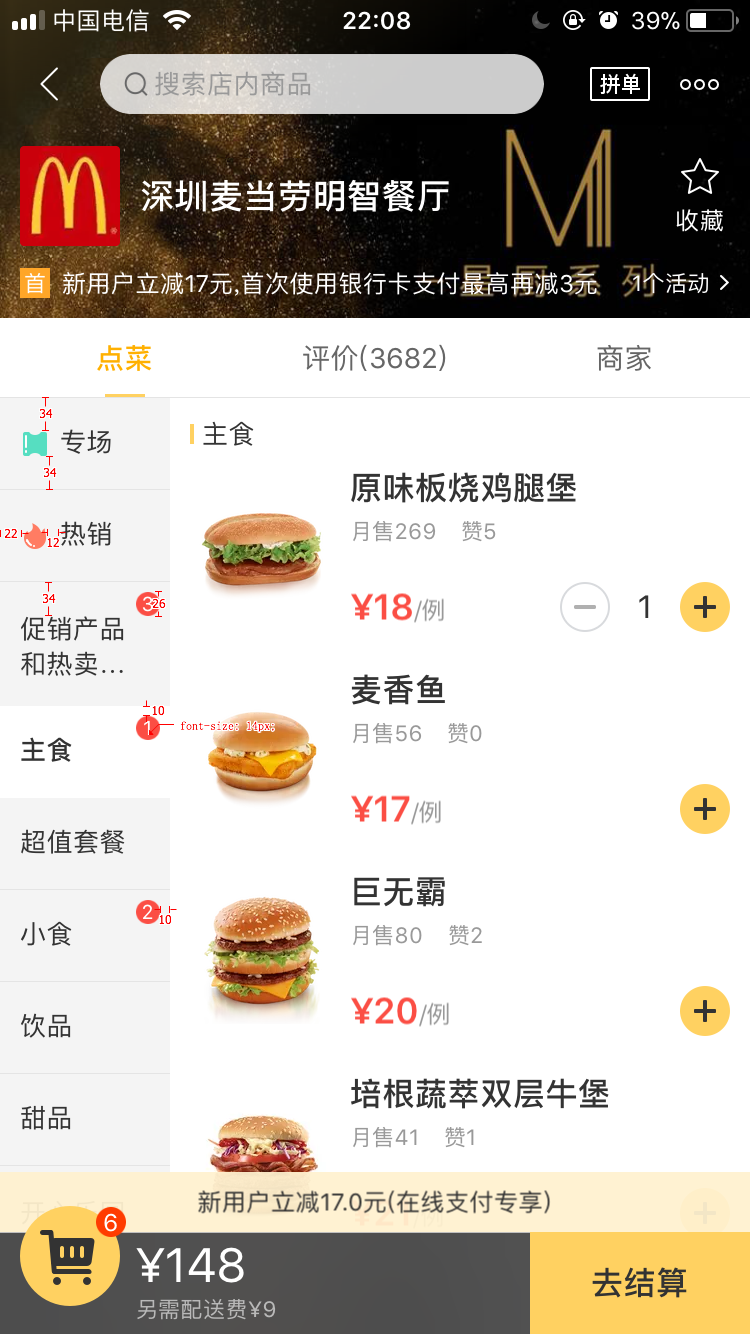 中国电信 22:08 39%
搜索店内商品 拼单
深圳麦当劳明智餐厅
收藏
首 新用户立减17元,首次使用银行卡支付最高再减3元 1个活动
星厨系列
点菜 评价(3682) 商家
34
专场
34
22 12 热销
34
3 26
促销产品
和热卖...
10
1 font-size: 14px;
主食
超值套餐
2 10
小食
饮品
甜品
主食
原味板烧鸡腿堡
月售269 赞5
¥18/例 1
麦香鱼
月售56 赞0
¥17/例
巨无霸
月售80 赞2
¥20/例
培根蔬萃双层牛堡
月售41 赞1
¥21/例
新用户立减17.0元(在线支付专享)
6
¥148
另需配送费¥9
去结算